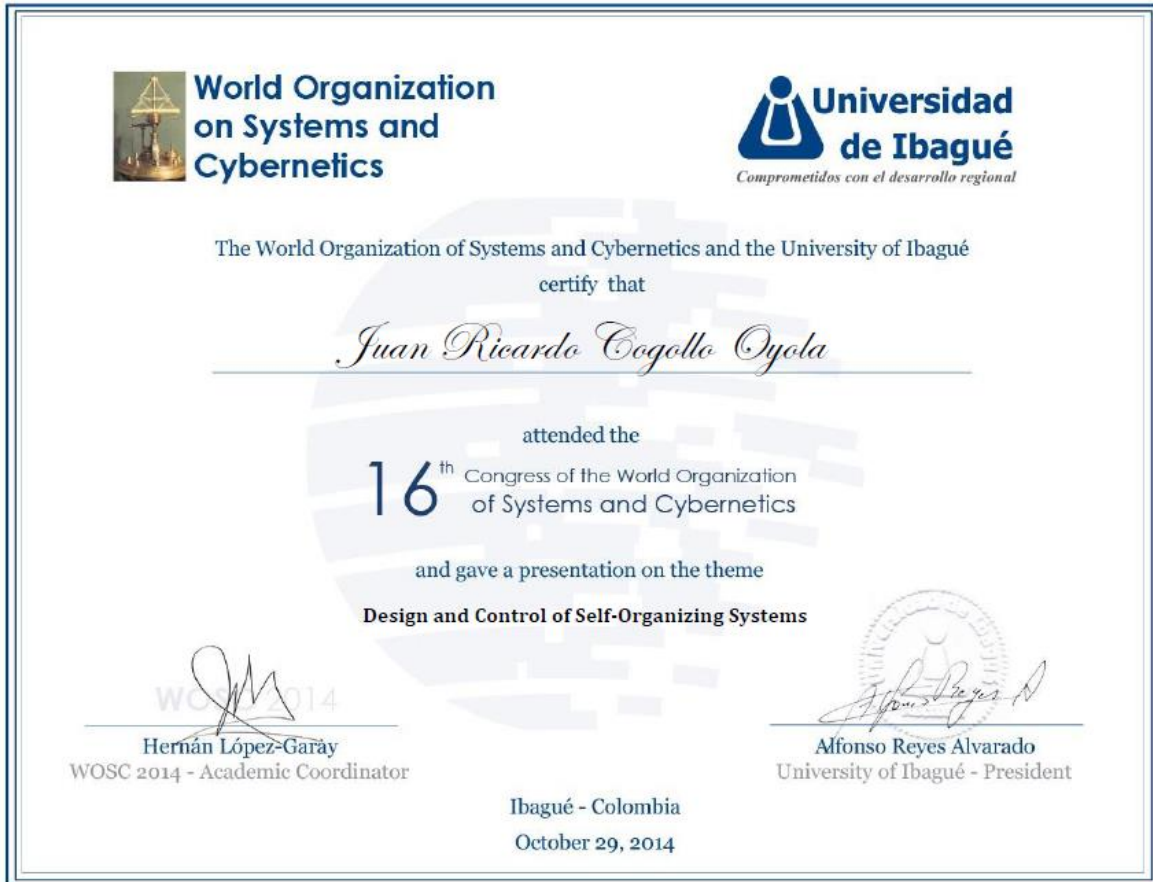 World Organization
on Systems and
Cybernetics
Universidad
de Ibagué
Comprometidos con el desarrollo regional
The World Organization of Systems and Cybernetics and the University of Ibagué
certify that
Juan Ricardo Cogollo Oyola
attended the
16th Congress of the World Organization
of Systems and Cybernetics
and gave a presentation on the theme
Design and Control of Self-Organizing Systems
WOSC 2014
Hernán López-Garay
WOSC 2014 - Academic Coordinator
Alfonso Reyes A
Alfonso Reyes Alvarado
University of Ibagué - President
Ibagué - Colombia
October 29, 2014